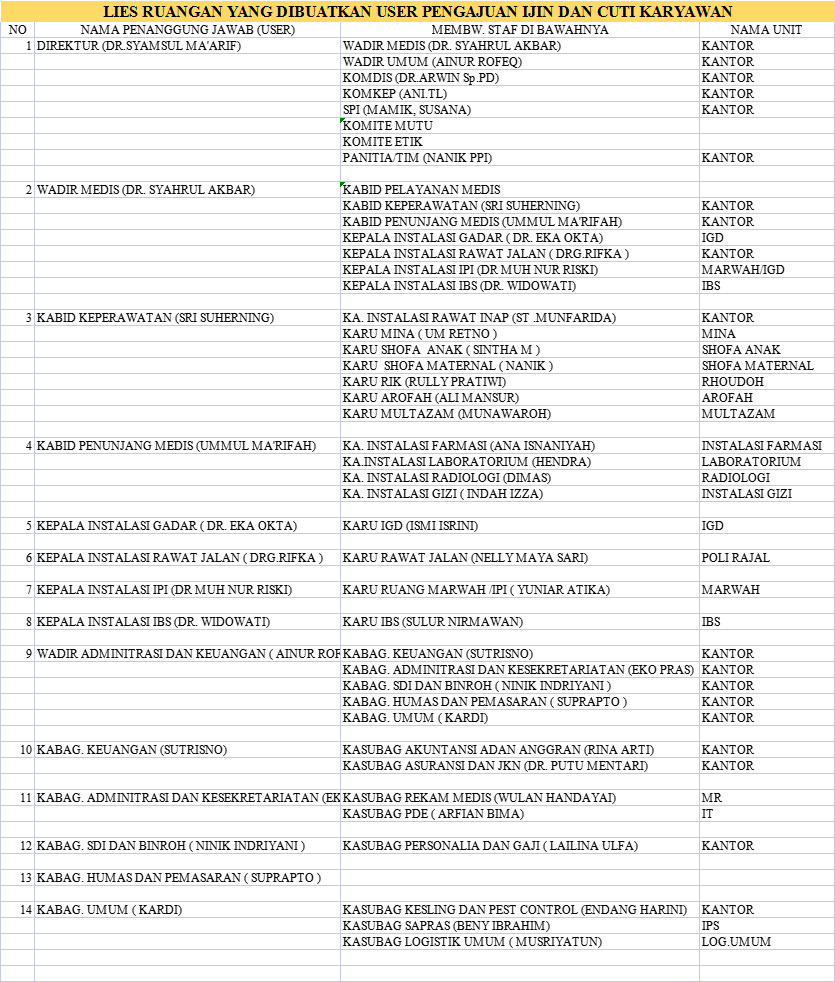 LIES RUANGAN YANG DIBUATKAN USER PENGAJUAN IJIN DAN CUTI KARYAWAN
NO NAMA PENANGGUNG JAWAB (USER) MEMBW. STAF DI BAWAHNYA NAMA UNIT
1 DIREKTUR (DR.SYAMSUL MA'ARIF) WADIR MEDIS (DR. SYAHRUL AKBAR) KANTOR
WADIR UMUM (AINUR ROFEQ) KANTOR
KOMDIS (DR.ARWIN Sp.PD) KANTOR
KOMKEP (ANI.TL) KANTOR
SPI (MAMIK, SUSANA) KANTOR
KOMITE MUTU
KOMITE ETIK
PANITIA/TIM (NANIK PPI) KANTOR
2 WADIR MEDIS (DR. SYAHRUL AKBAR) KABID PELAYANAN MEDIS
KABID KEPERAWATAN (SRI SUHERNING) KANTOR
KABID PENUNJANG MEDIS (UMMUL MA'RIFAH) KANTOR
KEPALA INSTALASI GADAR ( DR. EKA OKTA) IGD
KEPALA INSTALASI RAWAT JALAN ( DRG.RIFKA ) KANTOR
KEPALA INSTALASI IPI (DR MUH NUR RISKI) MARWAH/IGD
KEPALA INSTALASI IBS (DR. WIDOWATI) IBS
3 KABID KEPERAWATAN (SRI SUHERNING) KA. INSTALASI RAWAT INAP (ST .MUNFARIDA) KANTOR
KARU MINA ( UM RETNO ) MINA
KARU SHOFA ANAK ( SINTHA M ) SHOFA ANAK
KARU SHOFA MATERNAL ( NANIK ) SHOFA MATERNAL
KARU RIK (RULLY PRATIWI) RHOUDOH
KARU AROFAH (ALI MANSUR) AROFAH
KARU MULTAZAM (MUNAWAROH) MULTAZAM
4 KABID PENUNJANG MEDIS (UMMUL MA'RIFAH) KA. INSTALASI FARMASI (ANA ISNANIYAH) INSTALASI FARMASI
KA.INSTALASI LABORATORIUM (HENDRA) LABORATORIUM
KA. INSTALASI RADIOLOGI (DIMAS) RADIOLOGI
KA. INSTALASI GIZI ( INDAH IZZA) INSTALASI GIZI
5 KEPALA INSTALASI GADAR ( DR. EKA OKTA) KARU IGD (ISMI ISRINI) IGD
6 KEPALA INSTALASI RAWAT JALAN ( DRG.RIFKA ) KARU RAWAT JALAN (NELLY MAYA SARI) POLI RAJAL
7 KEPALA INSTALASI IPI (DR MUH NUR RISKI) KARU RUANG MARWAH /IPI ( YUNIAR ATIKA) MARWAH
8 KEPALA INSTALASI IBS (DR. WIDOWATI) KARU IBS (SULUR NIRMAWAN) IBS
9 WADIR ADMINITRASI DAN KEUANGAN ( AINUR ROF KABAG. KEUANGAN (SUTRISNO) KANTOR
KABAG. ADMINITRASI DAN KESEKRETARIATAN (EKO PRAS) KANTOR
KABAG. SDI DAN BINROH ( NINIK INDRIYANI ) KANTOR
KABAG. HUMAS DAN PEMASARAN ( SUPRAPTO ) KANTOR
KABAG. UMUM ( KARDI) KANTOR
10 KABAG. KEUANGAN (SUTRISNO) KASUBAG AKUNTANSI ADAN ANGGRAN (RINA ARTI) KANTOR
KASUBAG ASURANSI DAN JKN (DR. PUTU MENTARI) KANTOR
11 KABAG. ADMINITRASI DAN KESEKRETARIATAN (EK KASUBAG REKAM MEDIS (WULAN HANDAYAI) MR
KASUBAG PDE ( ARFIAN BIMA) IT
12 KABAG. SDI DAN BINROH ( NINIK INDRIYANI ) KASUBAG PERSONALIA DAN GAJI ( LAILINA ULFA) KANTOR
13 KABAG. HUMAS DAN PEMASARAN ( SUPRAPTO )
14 KABAG. UMUM ( KARDI) KASUBAG KESLING DAN PEST CONTROL (ENDANG HARINI) KANTOR
KASUBAG SAPRAS (BENY IBRAHIM) IPS
KASUBAG LOGISTIK UMUM ( MUSRIYATUN) LOG.UMUM